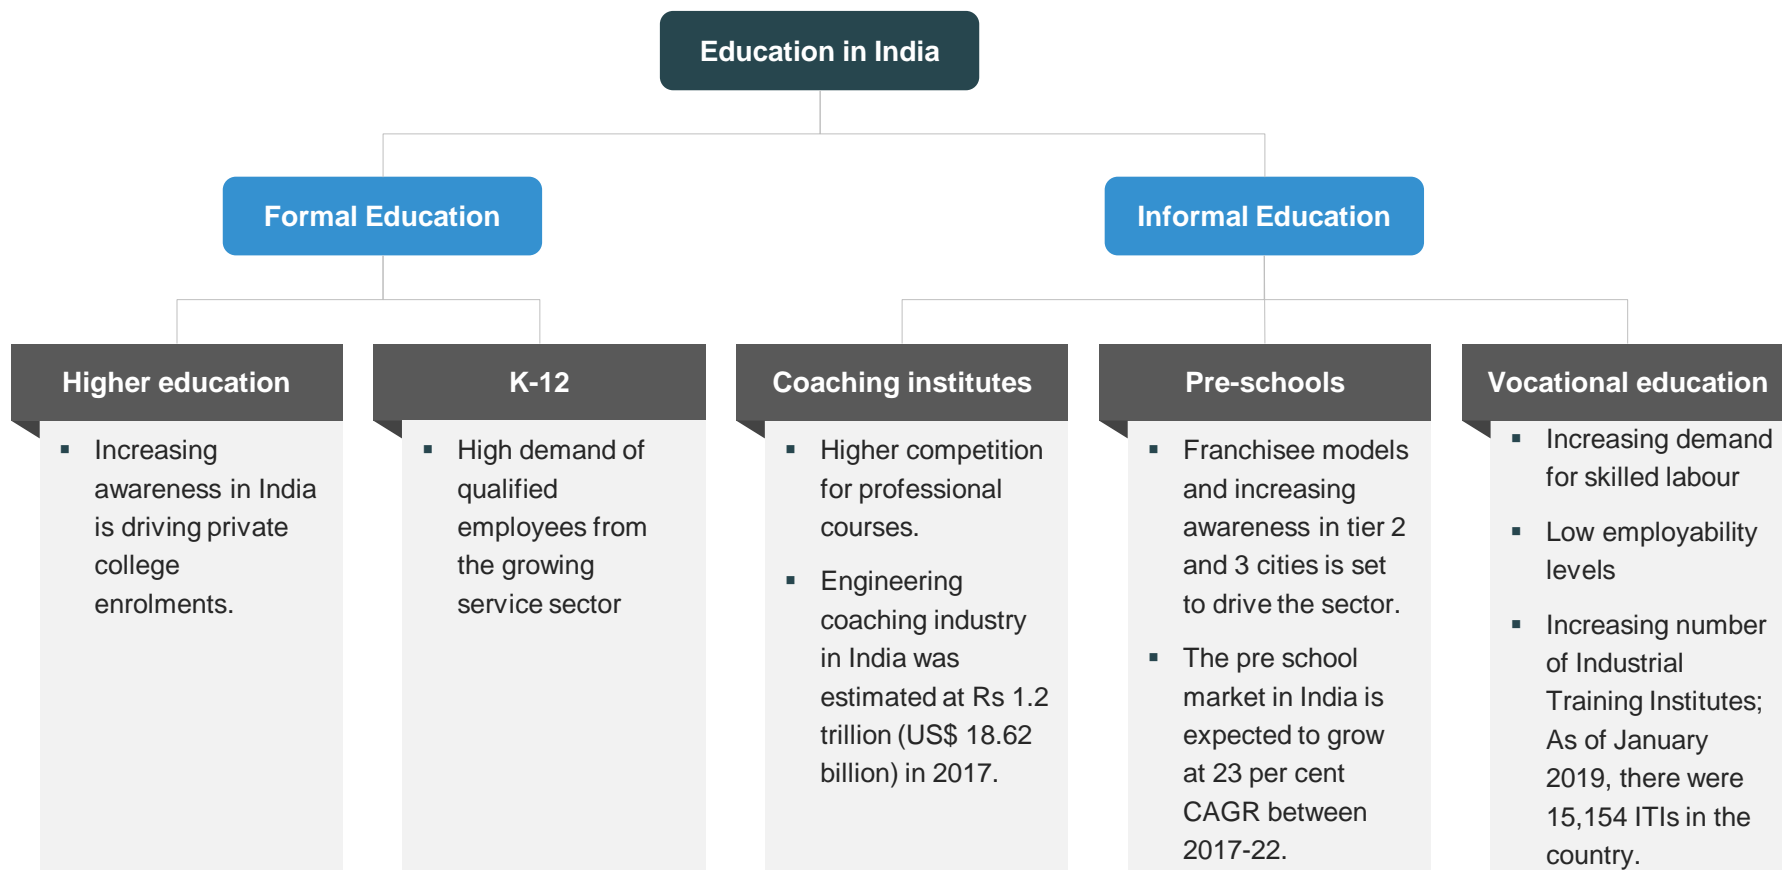 Education in India
Formal Education
Informal Education
Higher education
▪ Increasing
awareness in India
is driving private
college
enrolments.
K-12
▪ High demand of
qualified
employees from
the growing
service sector
Coaching institutes
▪ Higher competition
for professional
courses.
▪ Engineering
coaching industry
in India was
estimated at Rs 1.2
trillion (US$ 18.62
billion) in 2017.
Pre-schools
▪ Franchisee models
and increasing
awareness in tier 2
and 3 cities is set
to drive the sector.
▪ The pre school
market in India is
expected to grow
at 23 per cent
CAGR between
2017-22.
Vocational education
▪ Increasing demand
for skilled labour
▪ Low employability
levels
▪ Increasing number
of Industrial
Training Institutes;
As of January
2019, there were
15,154 ITIs in the
country.